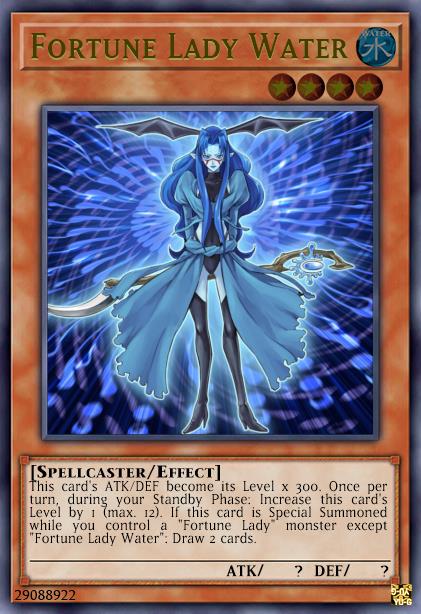 FORTUNE LADY WATER
WATER
水
[SPELLCASTER/EFFECT]
This card's ATK/DEF become its Level x 300. Once per
turn, during your Standby Phase: Increase this card's
Level by 1 (max. 12). If this card is Special Summoned
while you control a "Fortune Lady" monster except
"Fortune Lady Water": Draw 2 cards.
ATK/ ? DEF/ ?
29088922